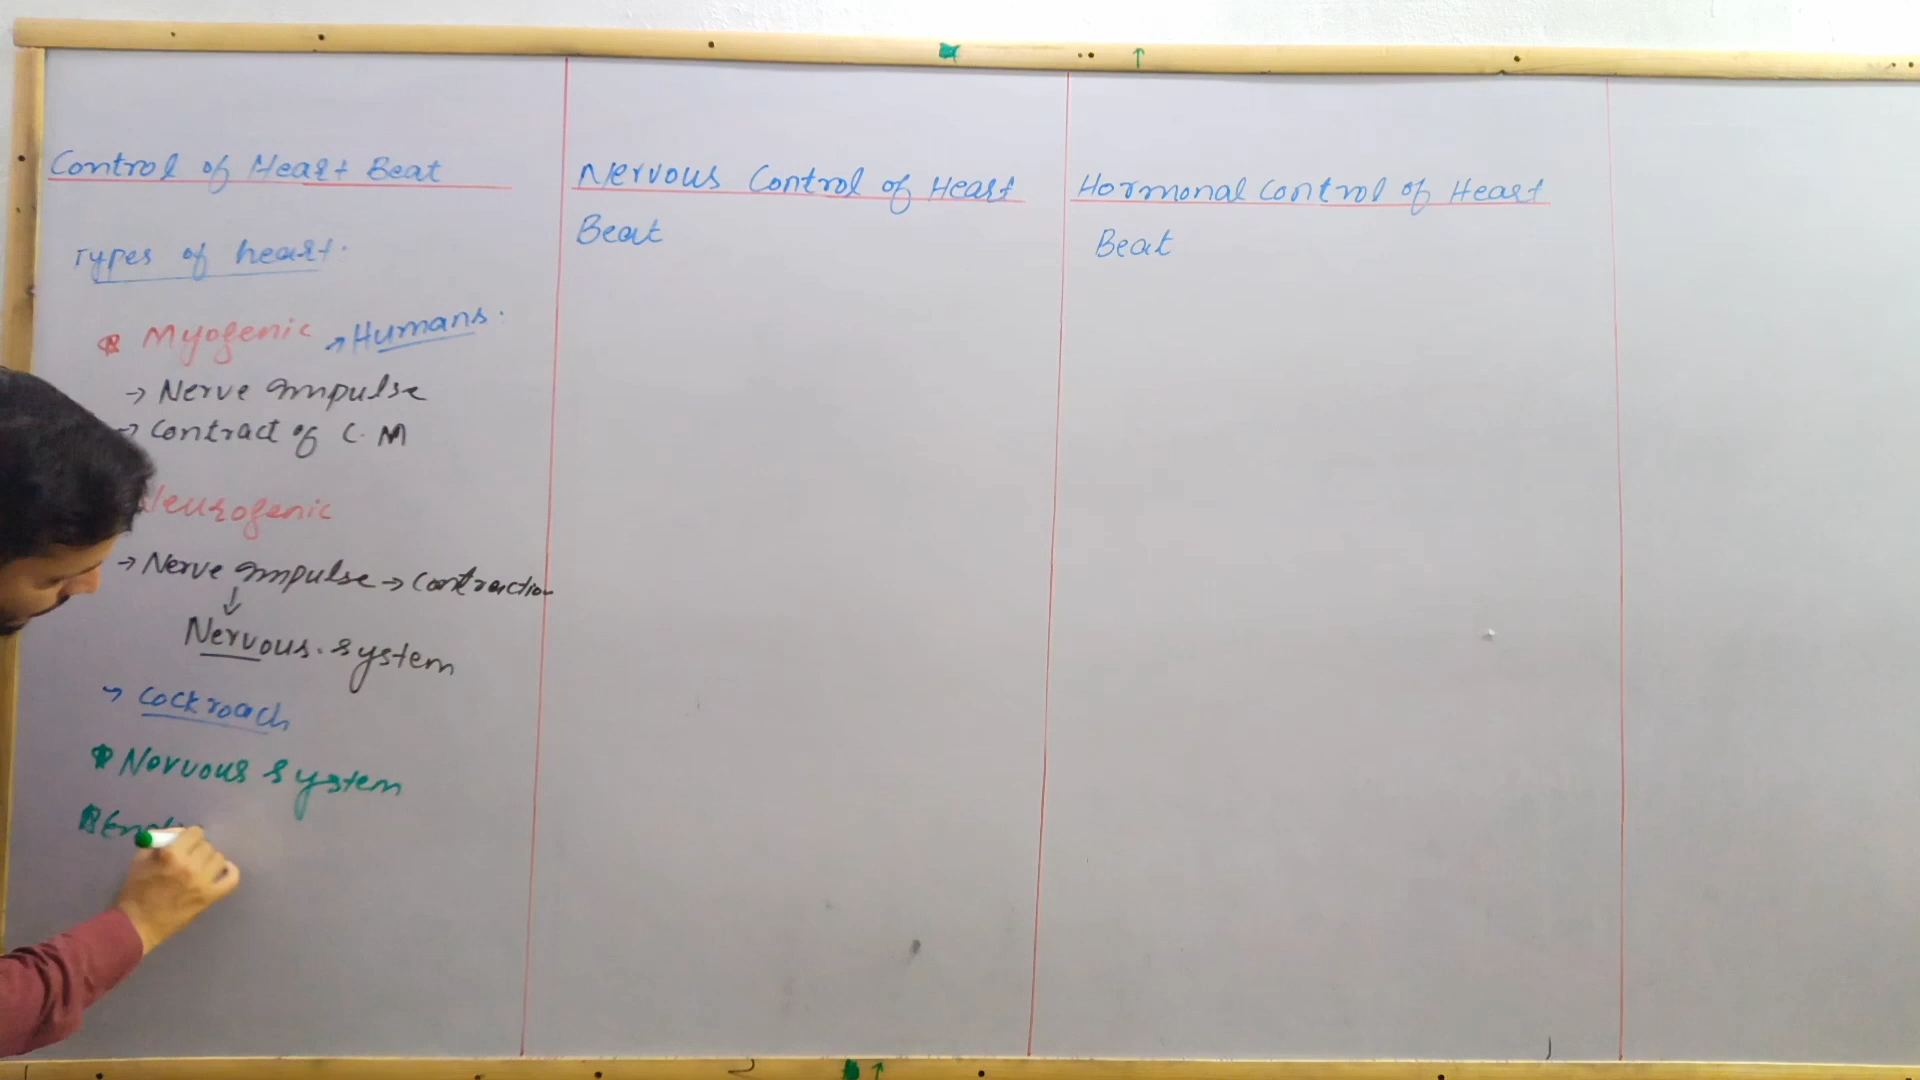 Control of Heart Beat
Types of heart.
Myogenic → Humans.
→ Nerve impulse
→ Contract of C.M
Neurogenic
→ Nerve impulse → Contraction
↓
Nervous system
→ Cockroach
Nervous system
Nervous Control of Heart
Beat
Hormonal Control of Heart
Beat